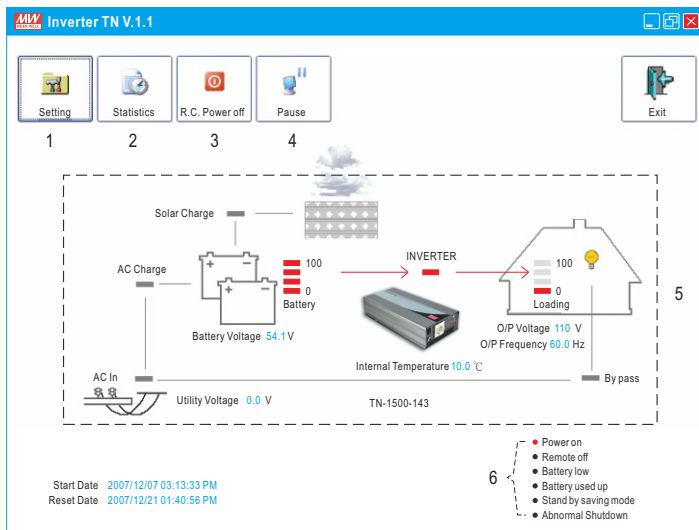 MW
MEAN WELL
Inverter TN V.1.1
Setting
Statistics
R.C. Power off
Pause
Exit
1
2
3
4
Solar Charge
AC Charge
+ −
+ −
100
0
Battery
Battery Voltage 54.1 V
INVERTER
Internal Temperature 10.0 ℃
100
0
Loading
O/P Voltage 110 V
O/P Frequency 60.0 Hz
5
AC In
Utility Voltage 0.0 V
TN-1500-143
By pass
Start Date 2007/12/07 03:13:33 PM
Reset Date 2007/12/21 01:40:56 PM
6
Power on
Remote off
Battery low
Battery used up
Stand by saving mode
Abnormal Shutdown